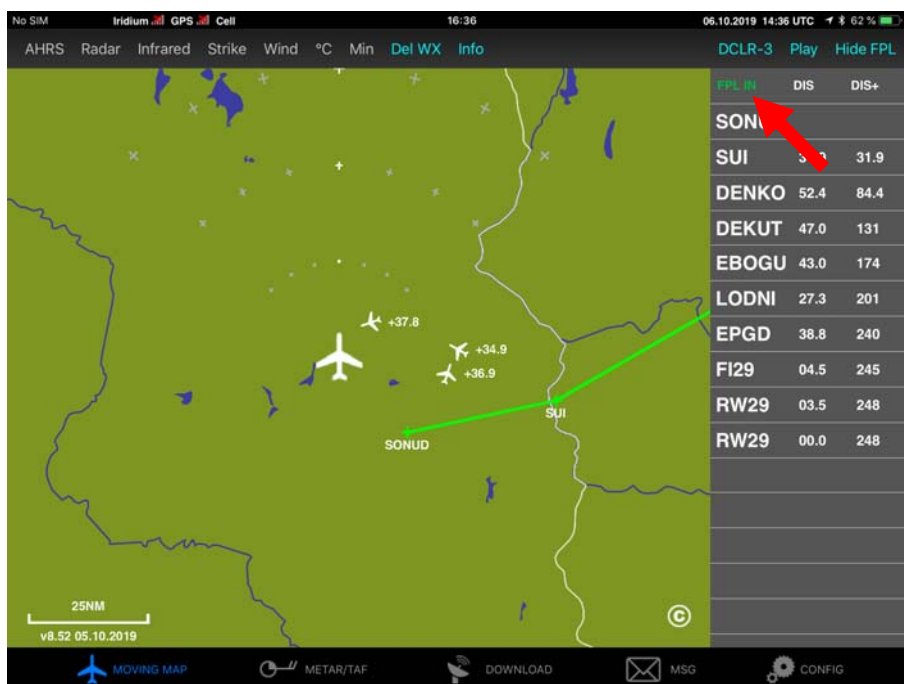 No SIM Iridium GPS Cell 16:36 06.10.2019 14:36 UTC 62 %
AHRS Radar Infrared Strike Wind °C Min Del WX Info DCLR-3 Play Hide FPL
FPL IN DIS DIS+
SUI 31.9
DENKO 52.4 84.4
DEKUT 47.0 131
EBOGU 43.0 174
LODNI 27.3 201
EPGD 38.8 240
FI29 04.5 245
RW29 03.5 248
RW29 00.0 248
+37.8
+34.9
+36.9
SUI
SONUD
25NM
v8.52 05.10.2019
©
MOVING MAP METAR/TAF DOWNLOAD MSG CONFIG